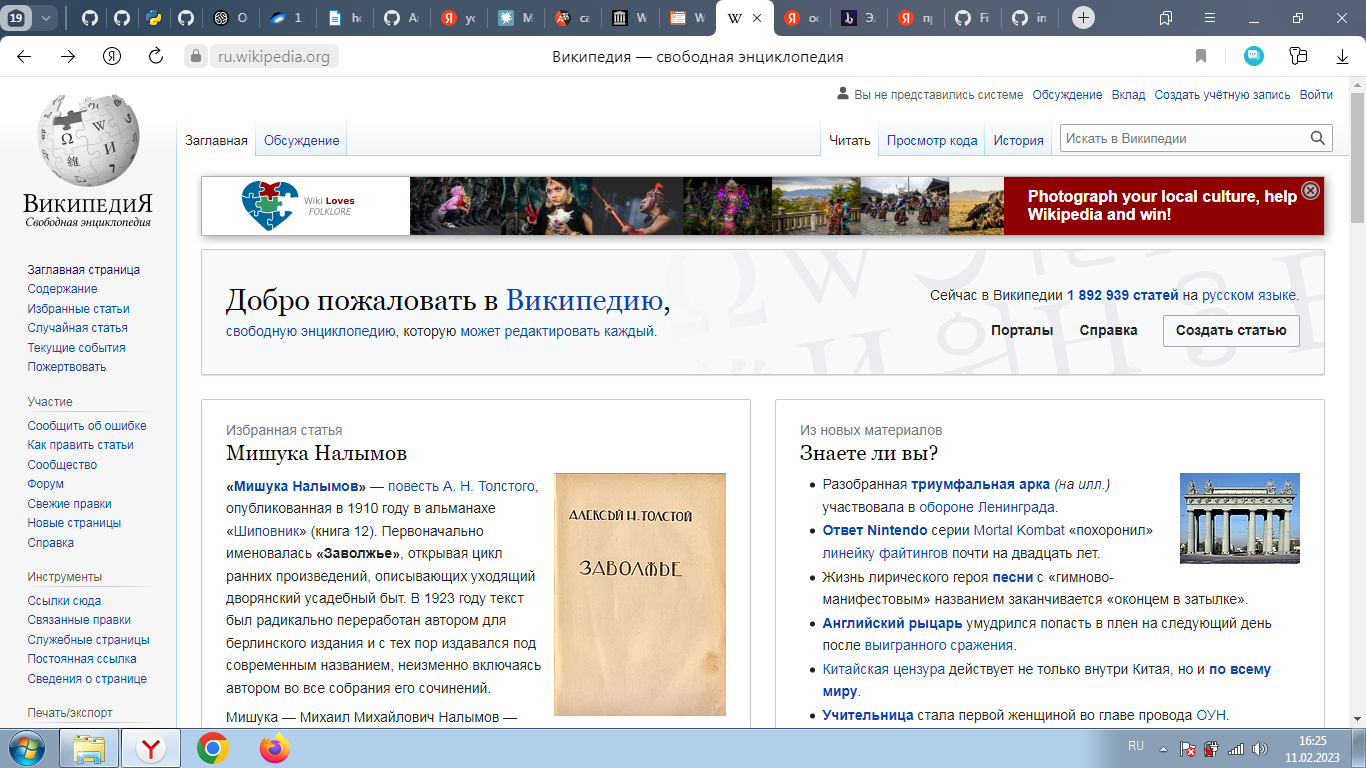 19
ru.wikipedia.org
Википедия — свободная энциклопедия
Вы не представились системе Обсуждение Вклад Создать учётную запись Войти
Заглавная Обсуждение Читать Просмотр кода История Искать в Википедии
ВИКИПЕДИЯ
Свободная энциклопедия
Wiki Loves
FOLKLORE
Photograph your local culture, help
Wikipedia and win!
Заглавная страница
Содержание
Избранные статьи
Случайная статья
Текущие события
Пожертвовать
Участие
Сообщить об ошибке
Как править статьи
Сообщество
Форум
Свежие правки
Новые страницы
Справка
Инструменты
Ссылки сюда
Связанные правки
Служебные страницы
Постоянная ссылка
Сведения о странице
Печать/экспорт
Добро пожаловать в Википедию,
свободную энциклопедию, которую может редактировать каждый.
Сейчас в Википедии 1 892 939 статей на русском языке.
Порталы Справка Создать статью
Избранная статья
Мишука Налымов
«Мишука Налымов» — повесть А. Н. Толстого,
опубликованная в 1910 году в альманахе
«Шиповник» (книга 12). Первоначально
именовалась «Заволжье», открывая цикл
ранних произведений, описывающих уходящий
дворянский усадебный быт. В 1923 году текст
был радикально переработан автором для
берлинского издания и с тех пор издавался под
современным названием, неизменно включаясь
автором во все собрания его сочинений.
Мишука — Михаил Михайлович Налымов —
АЛЕКСѢЙ Н. ТОЛСТОЙ
ЗАВОЛЖЬЕ
Из новых материалов
Знаете ли вы?
Разобранная триумфальная арка (на илл.)
участвовала в обороне Ленинграда.
Ответ Nintendo серии Mortal Kombat «похоронил»
линейку файтингов почти на двадцать лет.
Жизнь лирического героя песни с «гимново-
манифестовым» названием заканчивается «оконцем в затылке».
Английский рыцарь умудрился попасть в плен на следующий день
после выигранного сражения.
Китайская цензура действует не только внутри Китая, но и по всему
миру.
Учительница стала первой женщиной во главе провода ОУН.
RU
16:25
11.02.2023